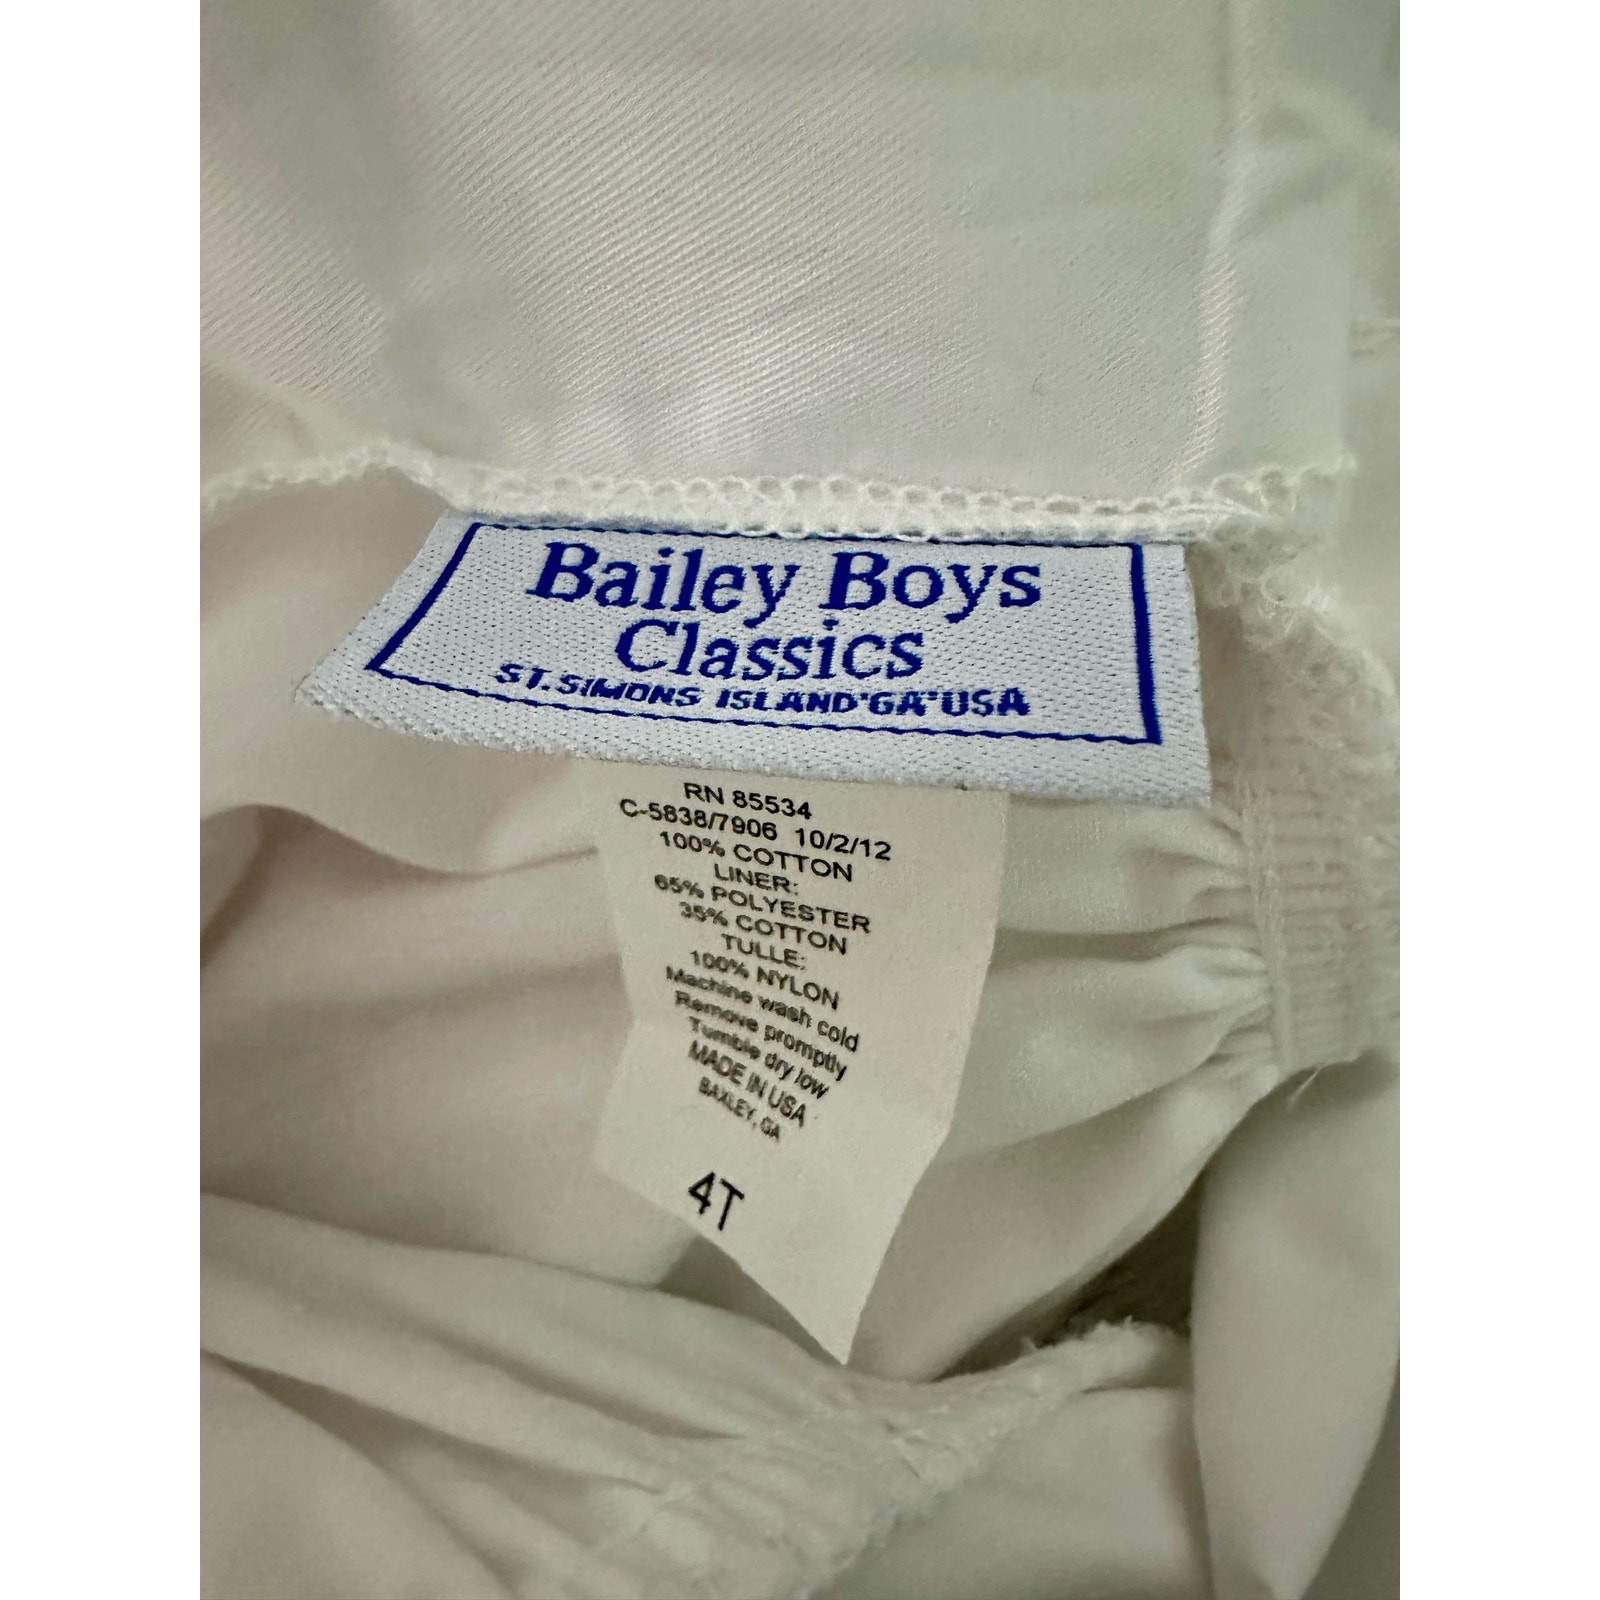 Bailey Boys
Classics
ST. SIMONS ISLAND'GA'USA
RN 85534
C-5838/7906 10/2/12
100% COTTON
LINER:
65% POLYESTER
35% COTTON
TULLE:
100% NYLON
Machine wash cold
Remove promptly
Tumble dry low
MADE IN USA
BAXLEY, GA
4T